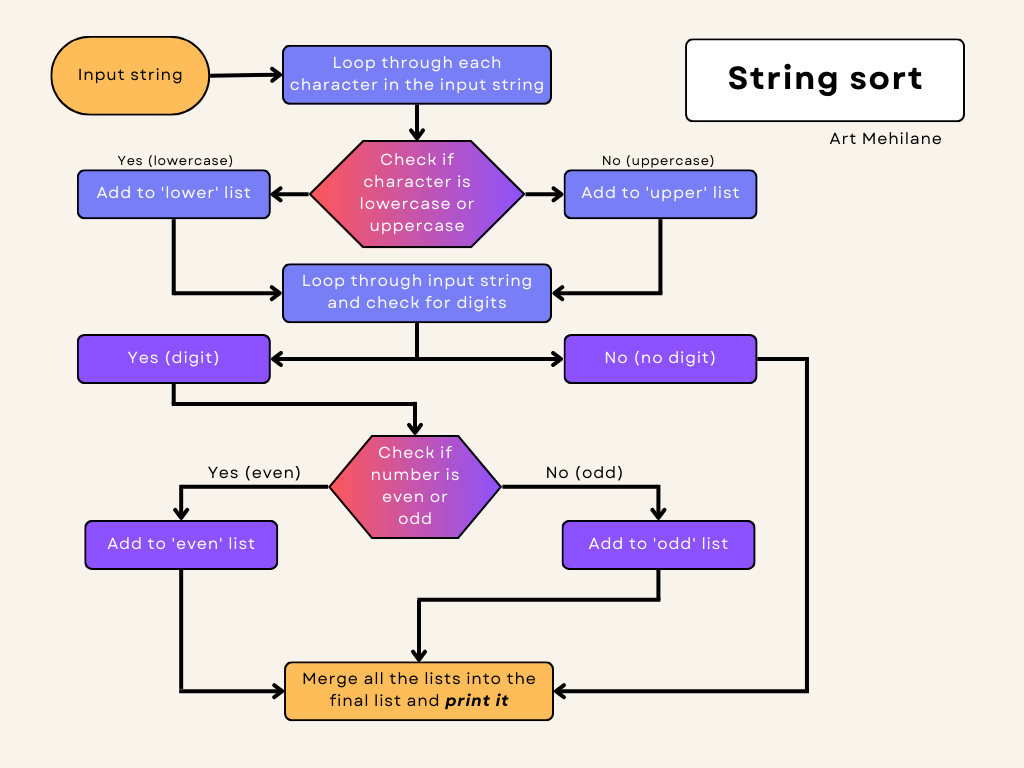 Input string
Loop through each
character in the input string
String sort
Art Mehilane
Check if
character is
lowercase or
uppercase
Yes (lowercase)
Add to 'lower' list
No (uppercase)
Add to 'upper' list
Loop through input string
and check for digits
Yes (digit)
No (no digit)
Check if
number is
even or
odd
Yes (even)
No (odd)
Add to 'even' list
Add to 'odd' list
Merge all the lists into the
final list and print it